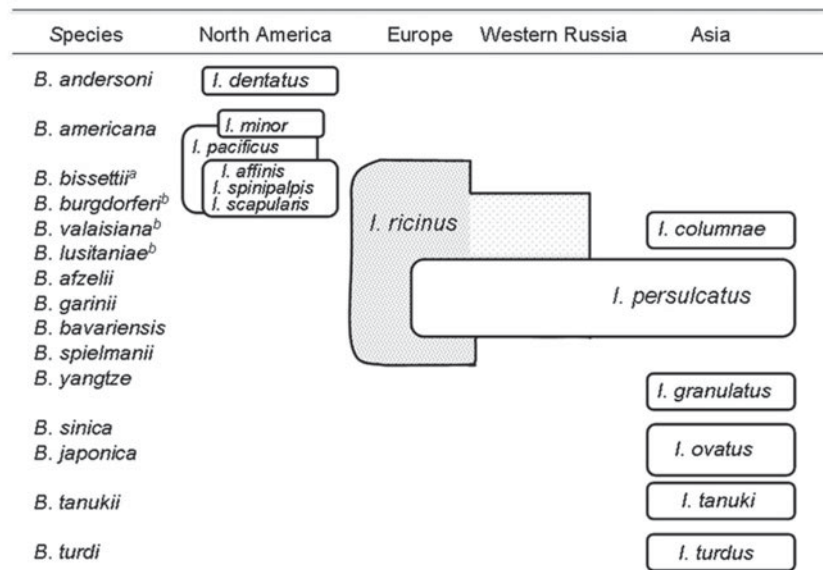 Species North America Europe Western Russia Asia
B. andersoni I. dentatus
B. americana I. minor
I. pacificus
B. bissettiiᵃ I. affinis
B. burgdorferiᵇ I. spinipalpis
I. scapularis
B. valaisianaᵇ I. ricinus I. columnae
B. lusitaniaeᵇ
B. afzelii
B. garinii I. persulcatus
B. bavariensis
B. spielmanii
B. yangtze I. granulatus
B. sinica
B. japonica I. ovatus
B. tanukii I. tanuki
B. turdi I. turdus